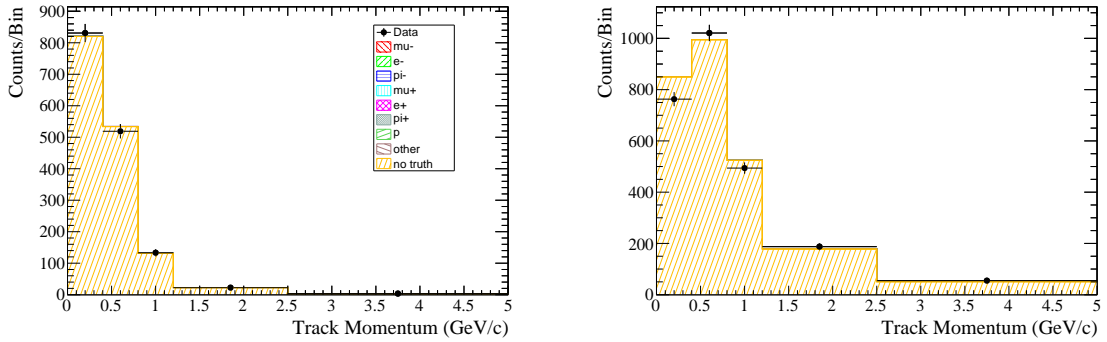 Counts/Bin
900
800
700
600
500
400
300
200
100
0
0 0.5 1 1.5 2 2.5 3 3.5 4 4.5 5
Track Momentum (GeV/c)
Data
mu-
e-
pi-
mu+
e+
pi+
p
other
no truth
Counts/Bin
1000
800
600
400
200
0
0 0.5 1 1.5 2 2.5 3 3.5 4 4.5 5
Track Momentum (GeV/c)